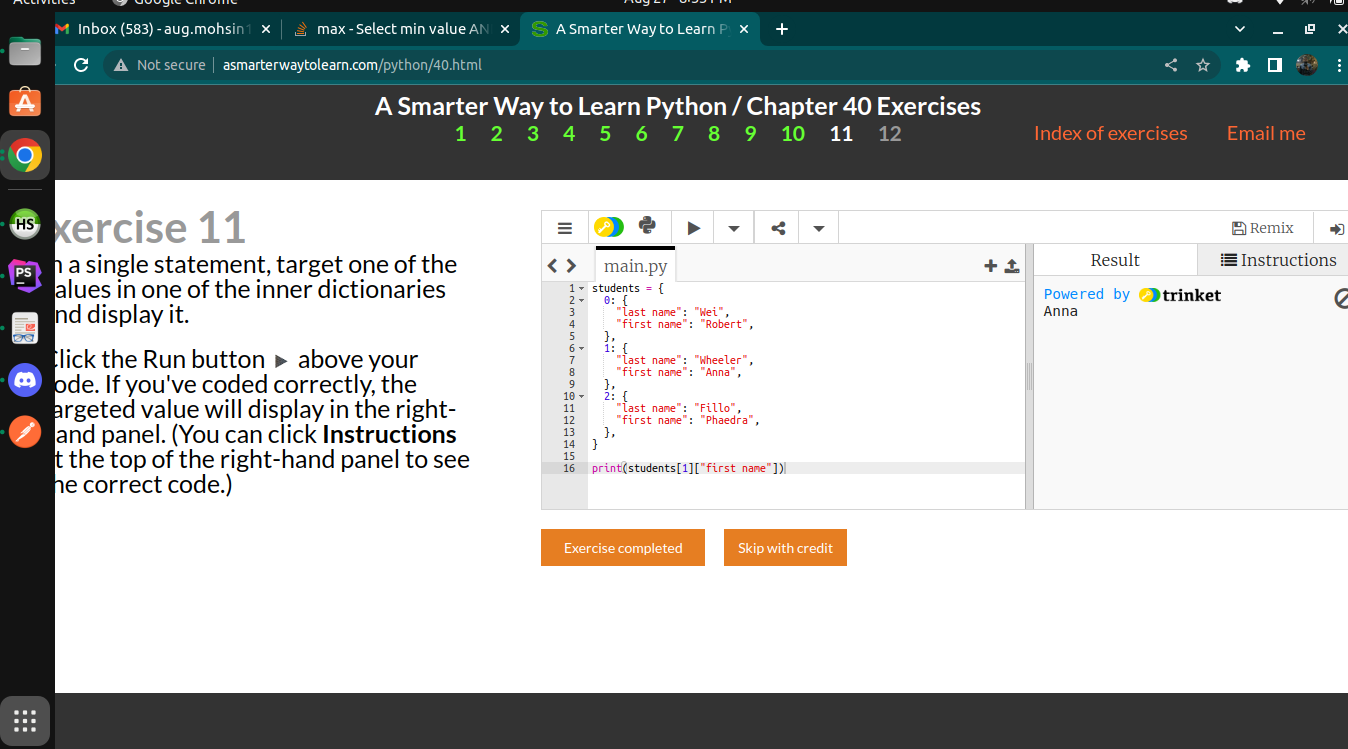 Activities Google Chrome Aug 27
Inbox (583) - aug.mohsin1 max - Select min value AN A Smarter Way to Learn P
Not secure asmarterwaytolearn.com/python/40.html
A Smarter Way to Learn Python / Chapter 40 Exercises
1 2 3 4 5 6 7 8 9 10 11 12
Index of exercises Email me
xercise 11
n a single statement, target one of the
alues in one of the inner dictionaries
nd display it.
lick the Run button above your
ode. If you've coded correctly, the
argeted value will display in the right-
and panel. (You can click Instructions
t the top of the right-hand panel to see
he correct code.)
Remix
main.py
Result Instructions
1 students = {
2 0: {
3 "last name": "Wei",
4 "first name": "Robert",
5 },
6 1: {
7 "last name": "Wheeler",
8 "first name": "Anna",
9 },
10 2: {
11 "last name": "Fillo",
12 "first name": "Phaedra",
13 },
14 }
15
16 print(students[1]["first name"])
Powered by trinket
Anna
Exercise completed Skip with credit
HS
PS